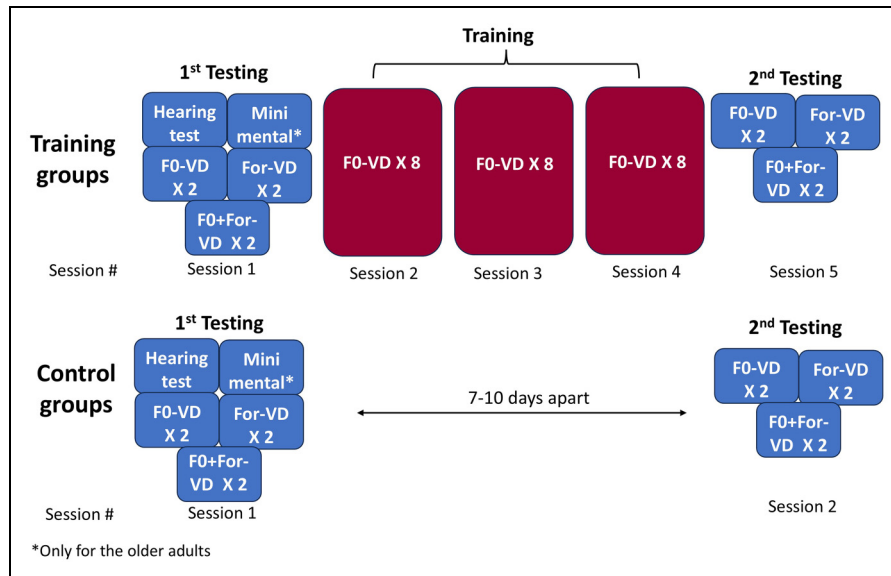 Training
1st Testing
2nd Testing
Training
groups
Hearing
test
Mini
mental*
F0-VD
X 2
For-VD
X 2
F0+For-
VD X 2
F0-VD X 8
F0-VD X 8
F0-VD X 8
F0-VD
X 2
For-VD
X 2
F0+For-
VD X 2
Session #
Session 1
Session 2
Session 3
Session 4
Session 5
1st Testing
2nd Testing
Control
groups
Hearing
test
Mini
mental*
F0-VD
X 2
For-VD
X 2
F0+For-
VD X 2
7-10 days apart
F0-VD
X 2
For-VD
X 2
F0+For-
VD X 2
Session #
Session 1
Session 2
*Only for the older adults